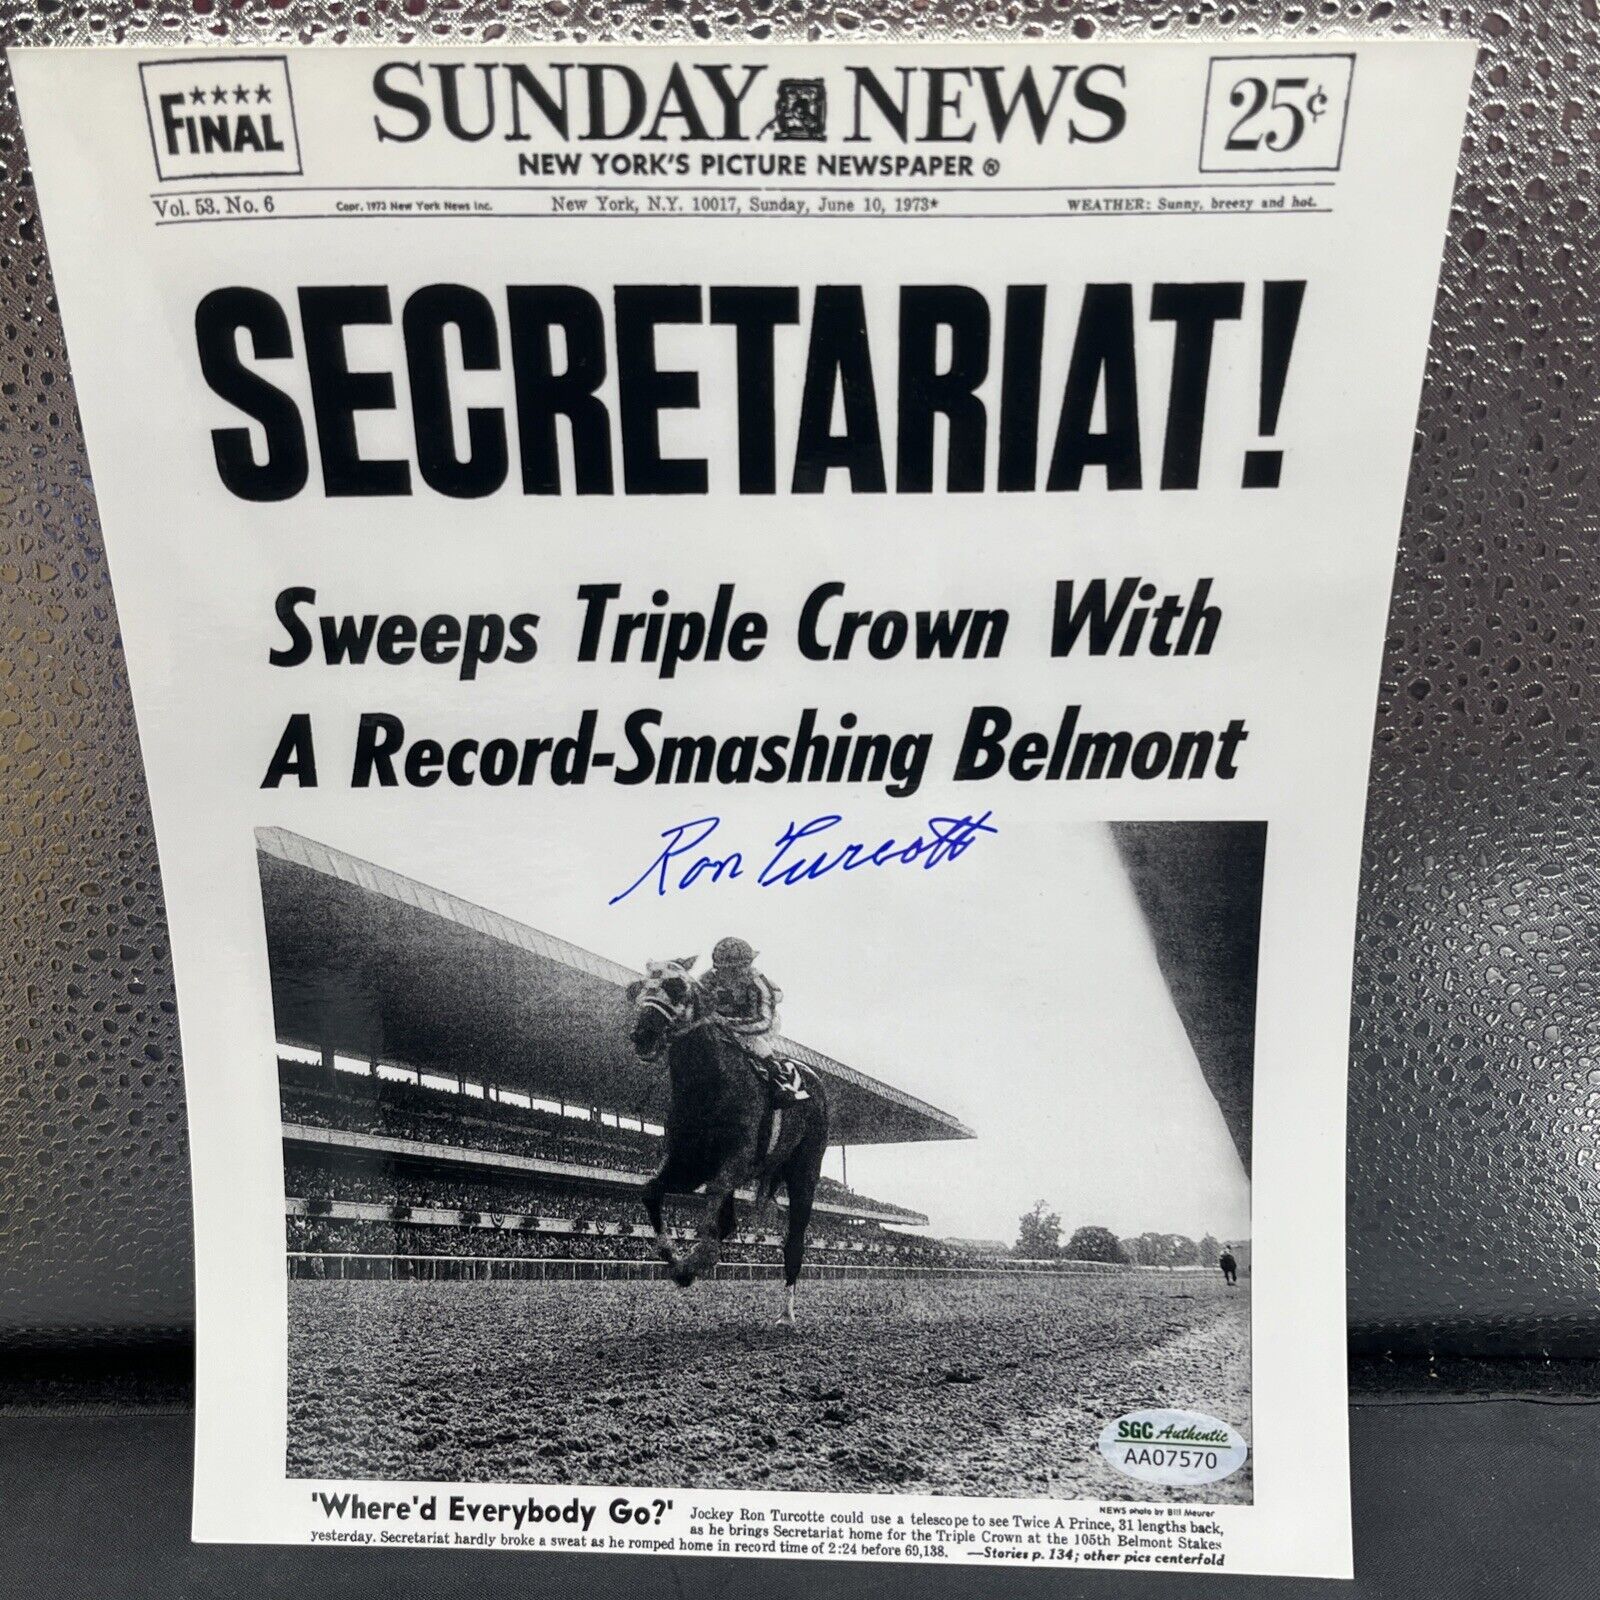 ★★★★
FINAL
SUNDAY NEWS
NEW YORK'S PICTURE NEWSPAPER ®
25¢
Vol. 53. No. 6
Copr. 1973 New York News Inc.
New York, N.Y. 10017, Sunday, June 10, 1973★
WEATHER: Sunny, breezy and hot.
SECRETARIAT!
Sweeps Triple Crown With
A Record-Smashing Belmont
Ron Turcotte
SGC Authentic
AA07570
NEWS photo by Bill Meurer
'Where'd Everybody Go?' Jockey Ron Turcotte could use a telescope to see Twice A Prince, 31 lengths back,
as he brings Secretariat home for the Triple Crown at the 105th Belmont Stakes
yesterday. Secretariat hardly broke a sweat as he romped home in record time of 2:24 before 69,138. —Stories p. 134; other pics centerfold